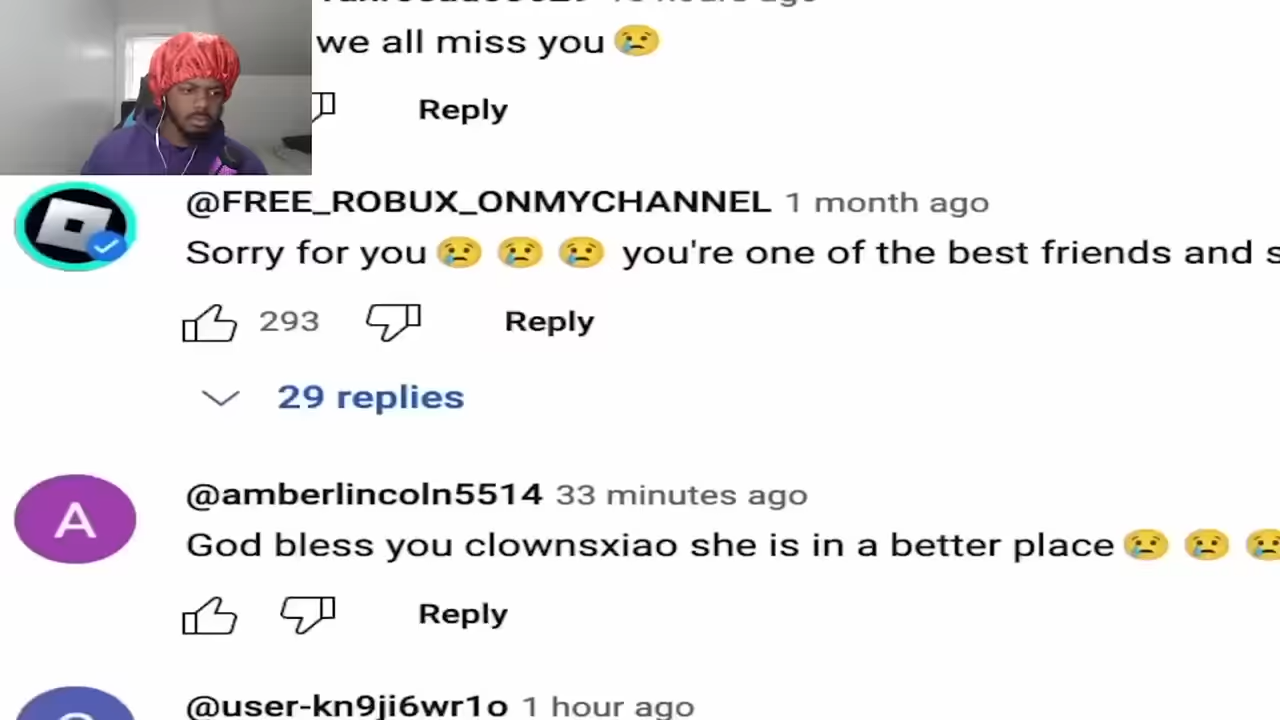 we all miss you 😢
Reply
@FREE_ROBUX_ONMYCHANNEL 1 month ago
Sorry for you 😢 😢 😢 you're one of the best friends and s
293
Reply
29 replies
A
@amberlincoln5514 33 minutes ago
God bless you clownsxiao she is in a better place 😢 😢 😢
Reply
@user-kn9ji6wr1o 1 hour ago